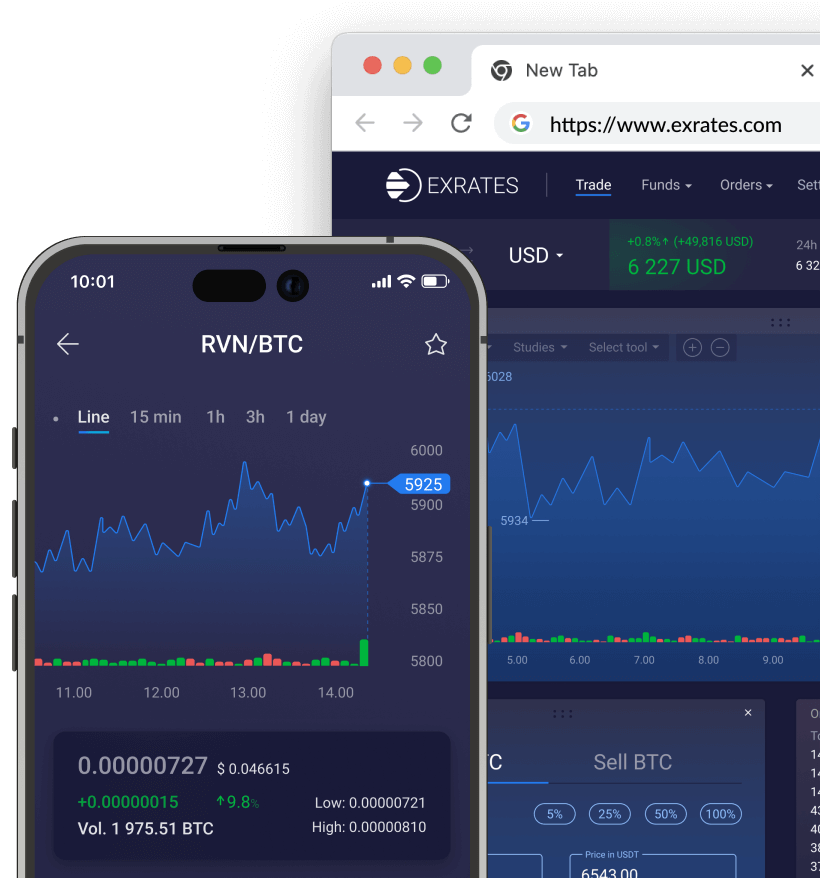 New Tab
https://www.exrates.com
EXRATES
Trade Funds Orders
USD
+0.8% (+49,816 USD)
6 227 USD
24h
6 32
Studies Select tool
6028
5934
5.00 6.00 7.00 8.00 9.00
Sell BTC
5% 25% 50% 100%
Price in USDT
6543.00
10:01
RVN/BTC
Line 15 min 1h 3h 1 day
6000
5925
5900
5875
5850
5800
11.00 12.00 13.00 14.00
0.00000727 $ 0.046615
+0.00000015 9.8%
Low: 0.00000721
Vol. 1 975.51 BTC
High: 0.00000810